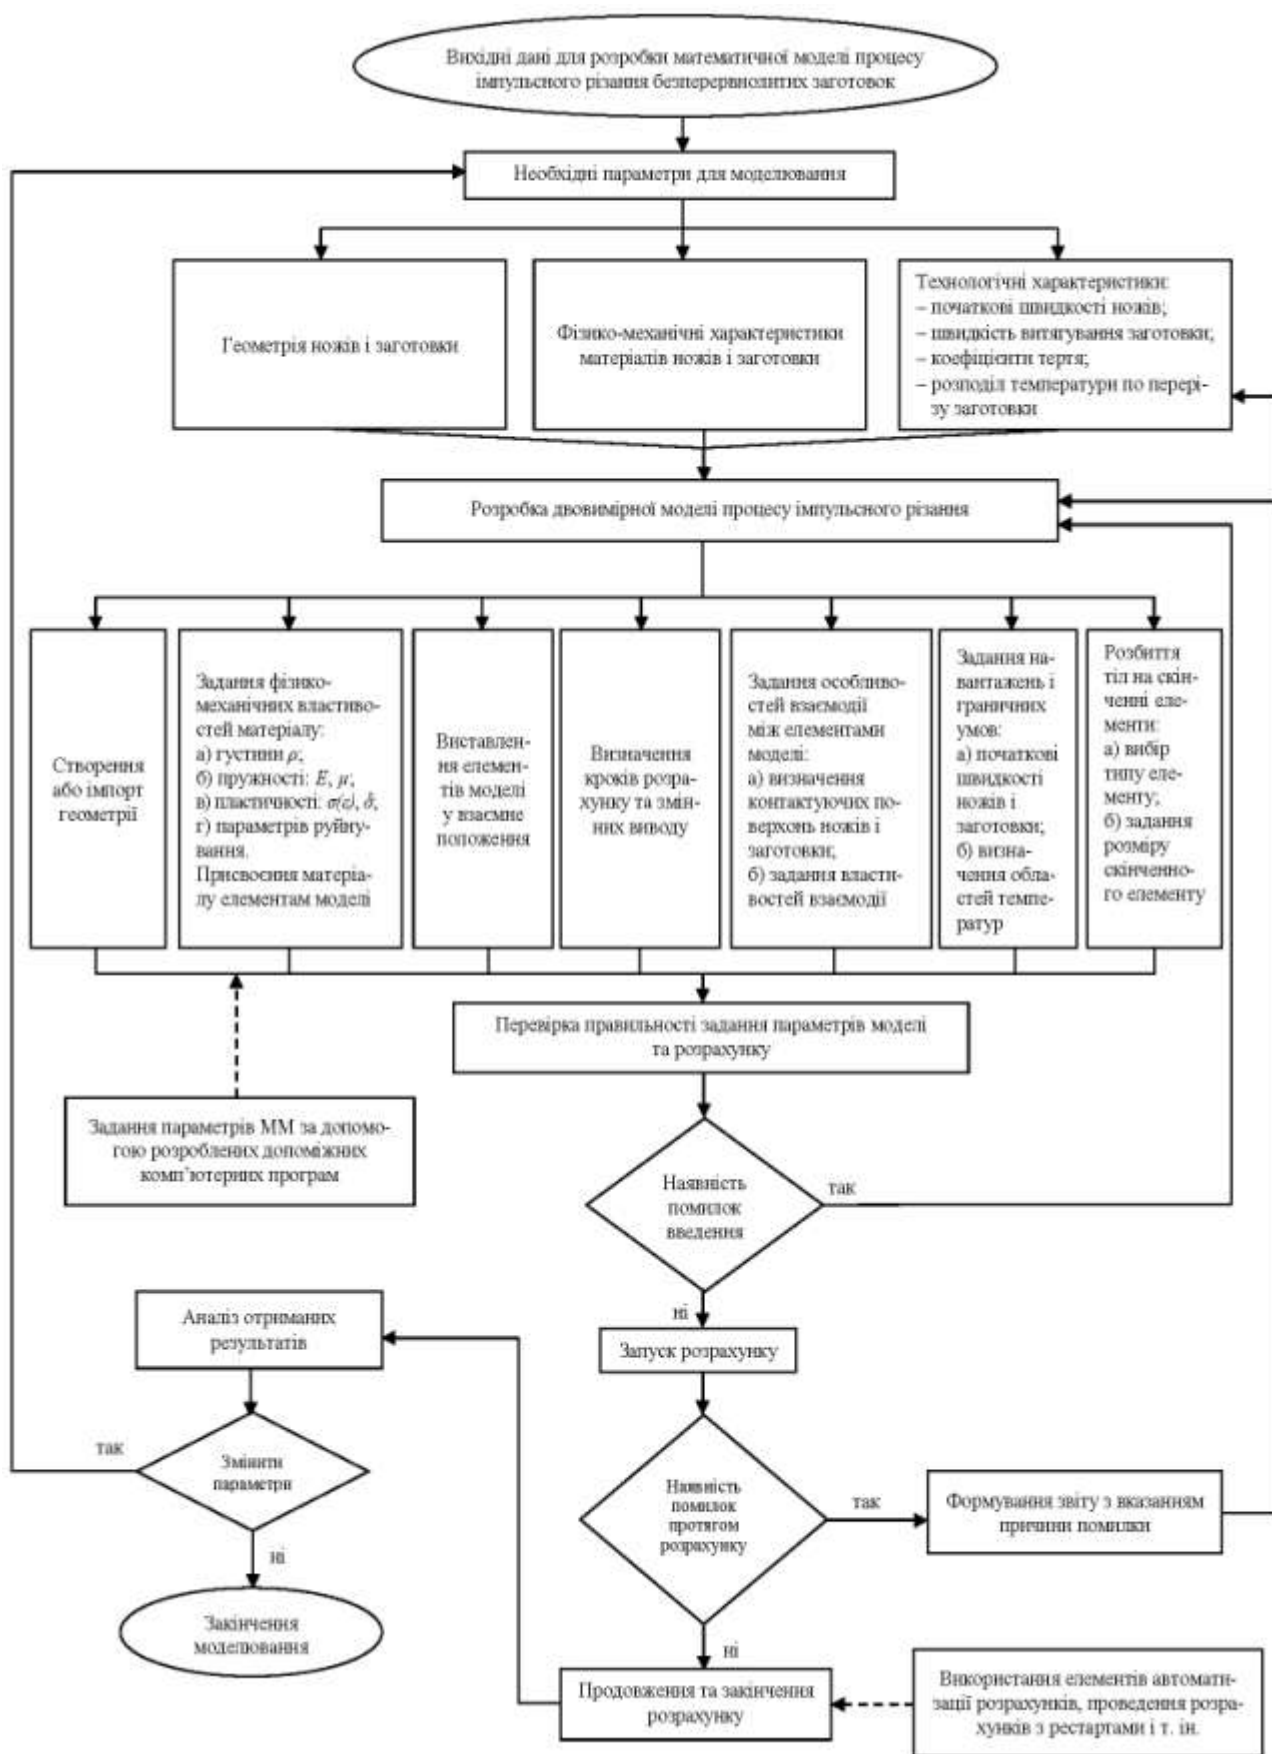 Вихідні дані для розробки математичної моделі процесу
імпульсного різання безперервнолитих заготовок
Необхідні параметри для моделювання
Геометрія ножів і заготовки
Фізико-механічні характеристики
матеріалів ножів і заготовки
Технологічні характеристики:
– початкові швидкості ножів;
– швидкість витягування заготовки;
– коефіцієнти тертя;
– розподіл температури по перері-
зу заготовки
Розробка двовимірної моделі процесу імпульсного різання
Створення
або імпорт
геометрії
Задання фізико-
механічних властиво-
стей матеріалу:
а) густини ρ;
б) пружності: E, μ;
в) пластичності: σ(ε), δ;
г) параметрів руйну-
вання.
Присвоєння матеріа-
лу елементам моделі
Виставлен-
ня елемен-
тів моделі
у взаємне
положення
Визначення
кроків розра-
хунку та змін-
них виводу
Задання особливо-
стей взаємодії
між елементами
моделі:
а) визначення
контактуючих по-
верхонь ножів і
заготовки;
б) задання власти-
востей взаємодії
Задання на-
вантажень і
граничних
умов:
а) початкові
швидкості
ножів і
заготовки;
б) визна-
чення облас-
тей темпе-
ратур
Розбиття
тіл на скін-
ченні еле-
менти:
а) вибір
типу еле-
менту;
б) задання
розміру
скінченно-
го елементу
Перевірка правильності задання параметрів моделі
та розрахунку
Задання параметрів ММ за допомо-
гою розроблених допоміжних
комп’ютерних програм
Наявність
помилок
введення
так
ні
Запуск розрахунку
Аналіз отриманих
результатів
Змінити
параметри
так
ні
Закінчення
моделювання
Наявність
помилок
протягом
розрахунку
так
Формування звіту з вказанням
причини помилки
ні
Продовження та закінчення
розрахунку
Використання елементів автомати-
зації розрахунків, проведення розра-
хунків з рестартами і т. ін.